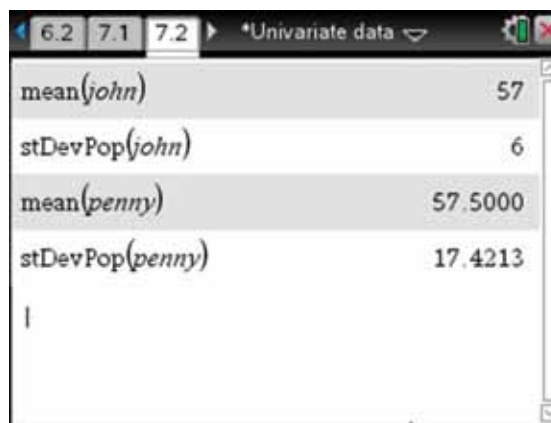 6.2 7.1 7.2 *Univariate data
mean(john) 57
stDevPop(john) 6
mean(penny) 57.5000
stDevPop(penny) 17.4213